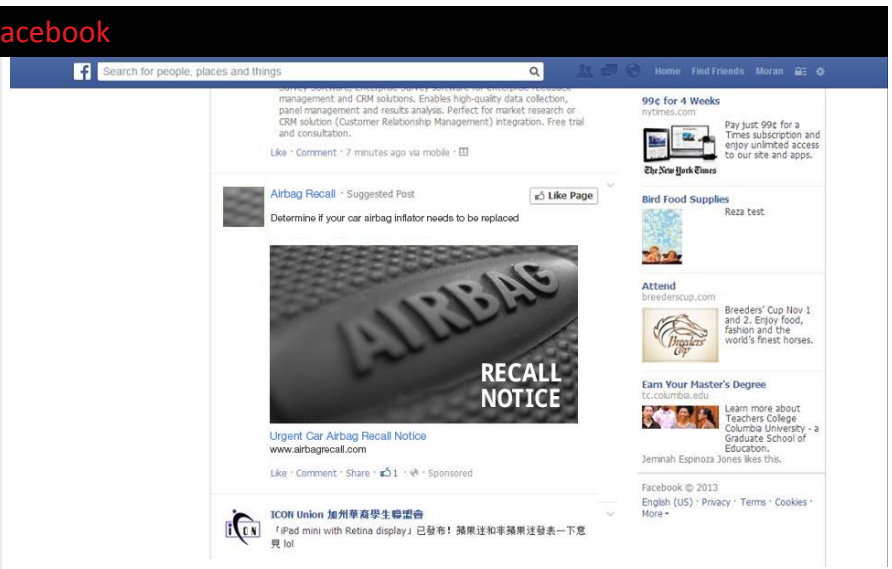 acebook
Search for people, places and things
Home Find Friends Moran
management and CRM solutions. Enables high-quality data collection,
panel management and results analysis. Perfect for market research or
CRM solution (Customer Relationship Management) integration. Free trial
and consultation.
Like · Comment · 7 minutes ago via mobile ·
Airbag Recall · Suggested Post
Like Page
Determine if your car airbag inflator needs to be replaced
AIRBAG
RECALL
NOTICE
Urgent Car Airbag Recall Notice
www.airbagrecall.com
Like · Comment · Share · 1 · · Sponsored
ICON Union 加州華裔學生聯盟會
ICON
「iPad mini with Retina display」已發布！蘋果迷和非蘋果迷發表一下意
見 lol
99¢ for 4 Weeks
nytimes.com
Pay just 99¢ for a
Times subscription and
enjoy unlimited access
to our site and apps.
The New York Times
Bird Food Supplies
Reza test
Attend
breederscup.com
Breeders' Cup Nov 1
and 2. Enjoy food,
fashion and the
world's finest horses.
Breeders'
Cup
Earn Your Master's Degree
tc.columbia.edu
Learn more about
Teachers College
Columbia University - a
Graduate School of
Education.
Jeminah Espinoza Jones likes this.
Facebook © 2013
English (US) · Privacy · Terms · Cookies ·
More